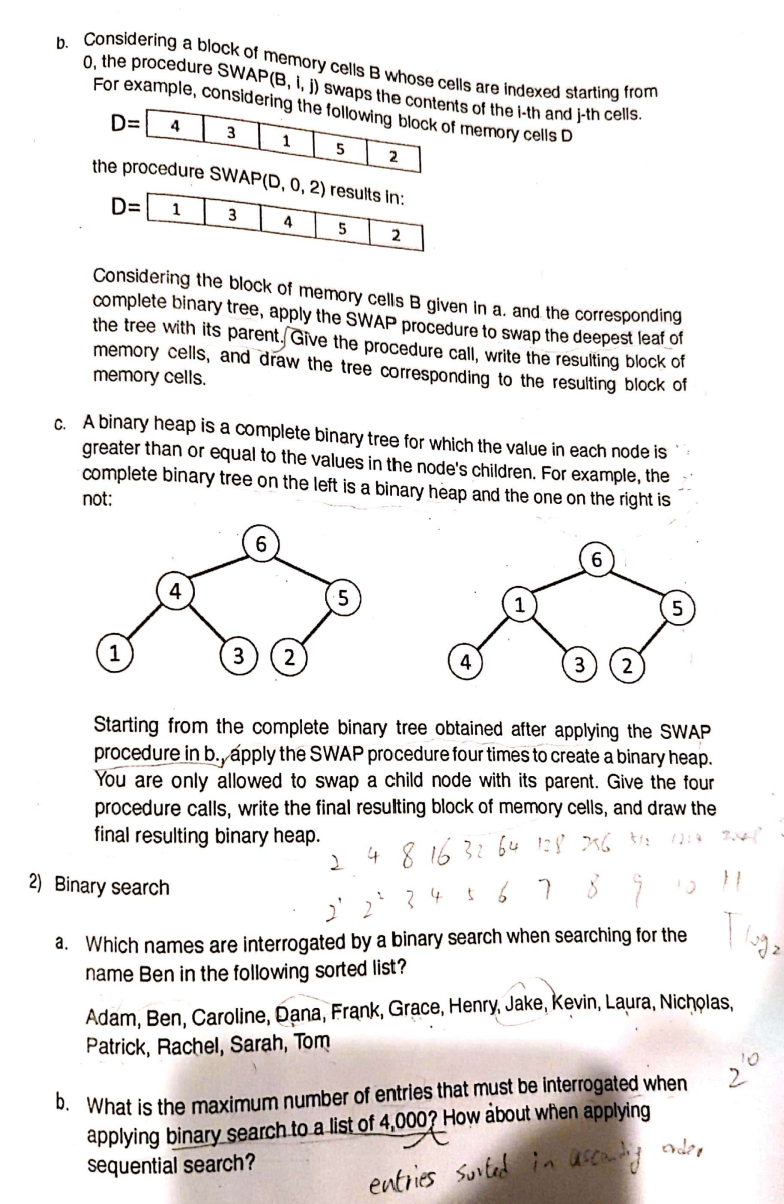 b. Considering a block of memory cells B whose cells are indexed starting from
0, the procedure SWAP(B, i, j) swaps the contents of the i-th and j-th cells.
For example, considering the following block of memory cells D
D= 4 3 1 5 2
the procedure SWAP(D, 0, 2) results in:
D= 1 3 4 5 2
Considering the block of memory cells B given in a. and the corresponding
complete binary tree, apply the SWAP procedure to swap the deepest leaf of
the tree with its parent. Give the procedure call, write the resulting block of
memory cells, and draw the tree corresponding to the resulting block of
memory cells.
c. A binary heap is a complete binary tree for which the value in each node is
greater than or equal to the values in the node's children. For example, the
complete binary tree on the left is a binary heap and the one on the right is
not:
6 6
4 5 1 5
1 3 2 4 3 2
Starting from the complete binary tree obtained after applying the SWAP
procedure in b., apply the SWAP procedure four times to create a binary heap.
You are only allowed to swap a child node with its parent. Give the four
procedure calls, write the final resulting block of memory cells, and draw the
final resulting binary heap.
2 4 8 16 32 64 128 256
2) Binary search
2¹ 2² 3 4 5 6 7 8 9 10 11
a. Which names are interrogated by a binary search when searching for the
name Ben in the following sorted list?
log₂
Adam, Ben, Caroline, Dana, Frank, Grace, Henry, Jake, Kevin, Laura, Nicholas,
Patrick, Rachel, Sarah, Tom
2¹⁰
b. What is the maximum number of entries that must be interrogated when
applying binary search to a list of 4,000? How about when applying
sequential search?
entries sorted in ascending order